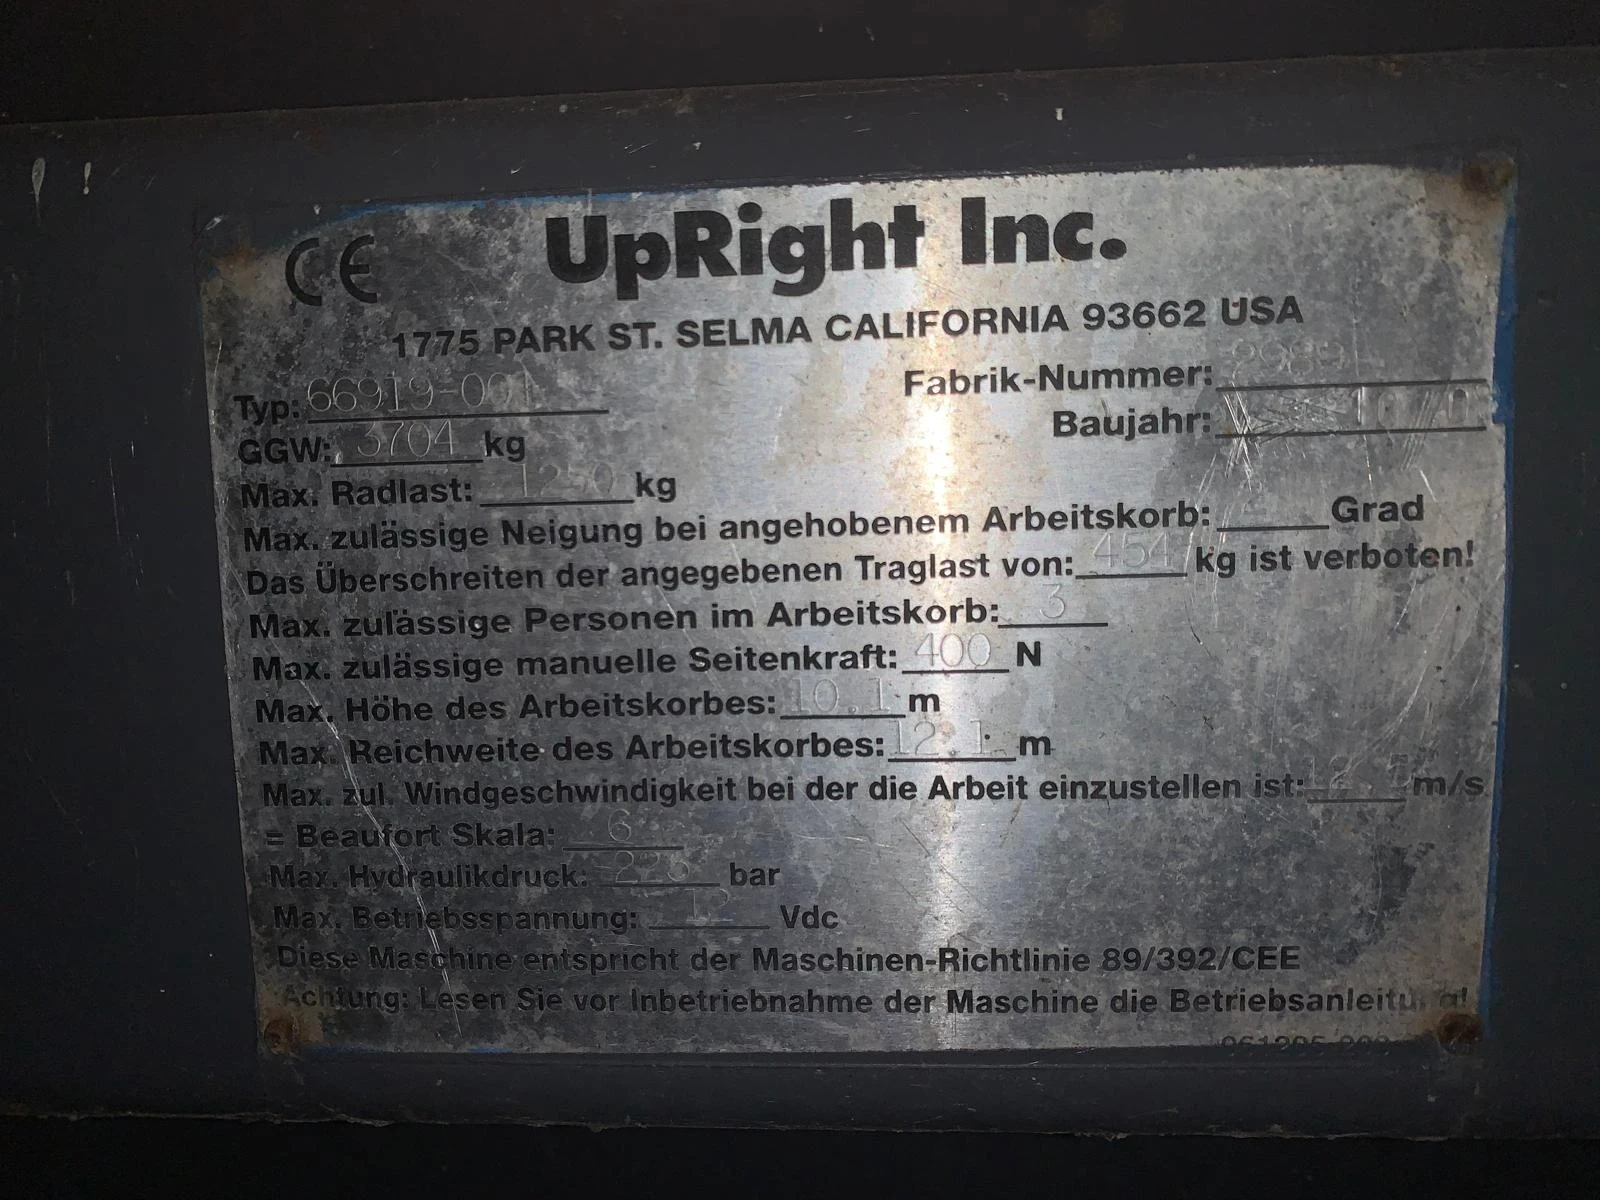 CE UpRight Inc.
1775 PARK ST. SELMA CALIFORNIA 93662 USA
Typ: 66919-001 Fabrik-Nummer:
GGW: 3704 kg Baujahr:
Max. Radlast: 1250 kg
Max. zulässige Neigung bei angehobenem Arbeitskorb: Grad
Das Überschreiten der angegebenen Traglast von: 454 kg ist verboten!
Max. zulässige Personen im Arbeitskorb: 3
Max. zulässige manuelle Seitenkraft: 400 N
Max. Höhe des Arbeitskorbes: 10.1 m
Max. Reichweite des Arbeitskorbes: 12.1 m
Max. zul. Windgeschwindigkeit bei der die Arbeit einzustellen ist: m/s
= Beaufort Skala: 6
Max. Hydraulikdruck: bar
Max. Betriebsspannung: 12 Vdc
Diese Maschine entspricht der Maschinen-Richtlinie 89/392/CEE
Achtung: Lesen Sie vor Inbetriebnahme der Maschine die Betriebsanleitung!